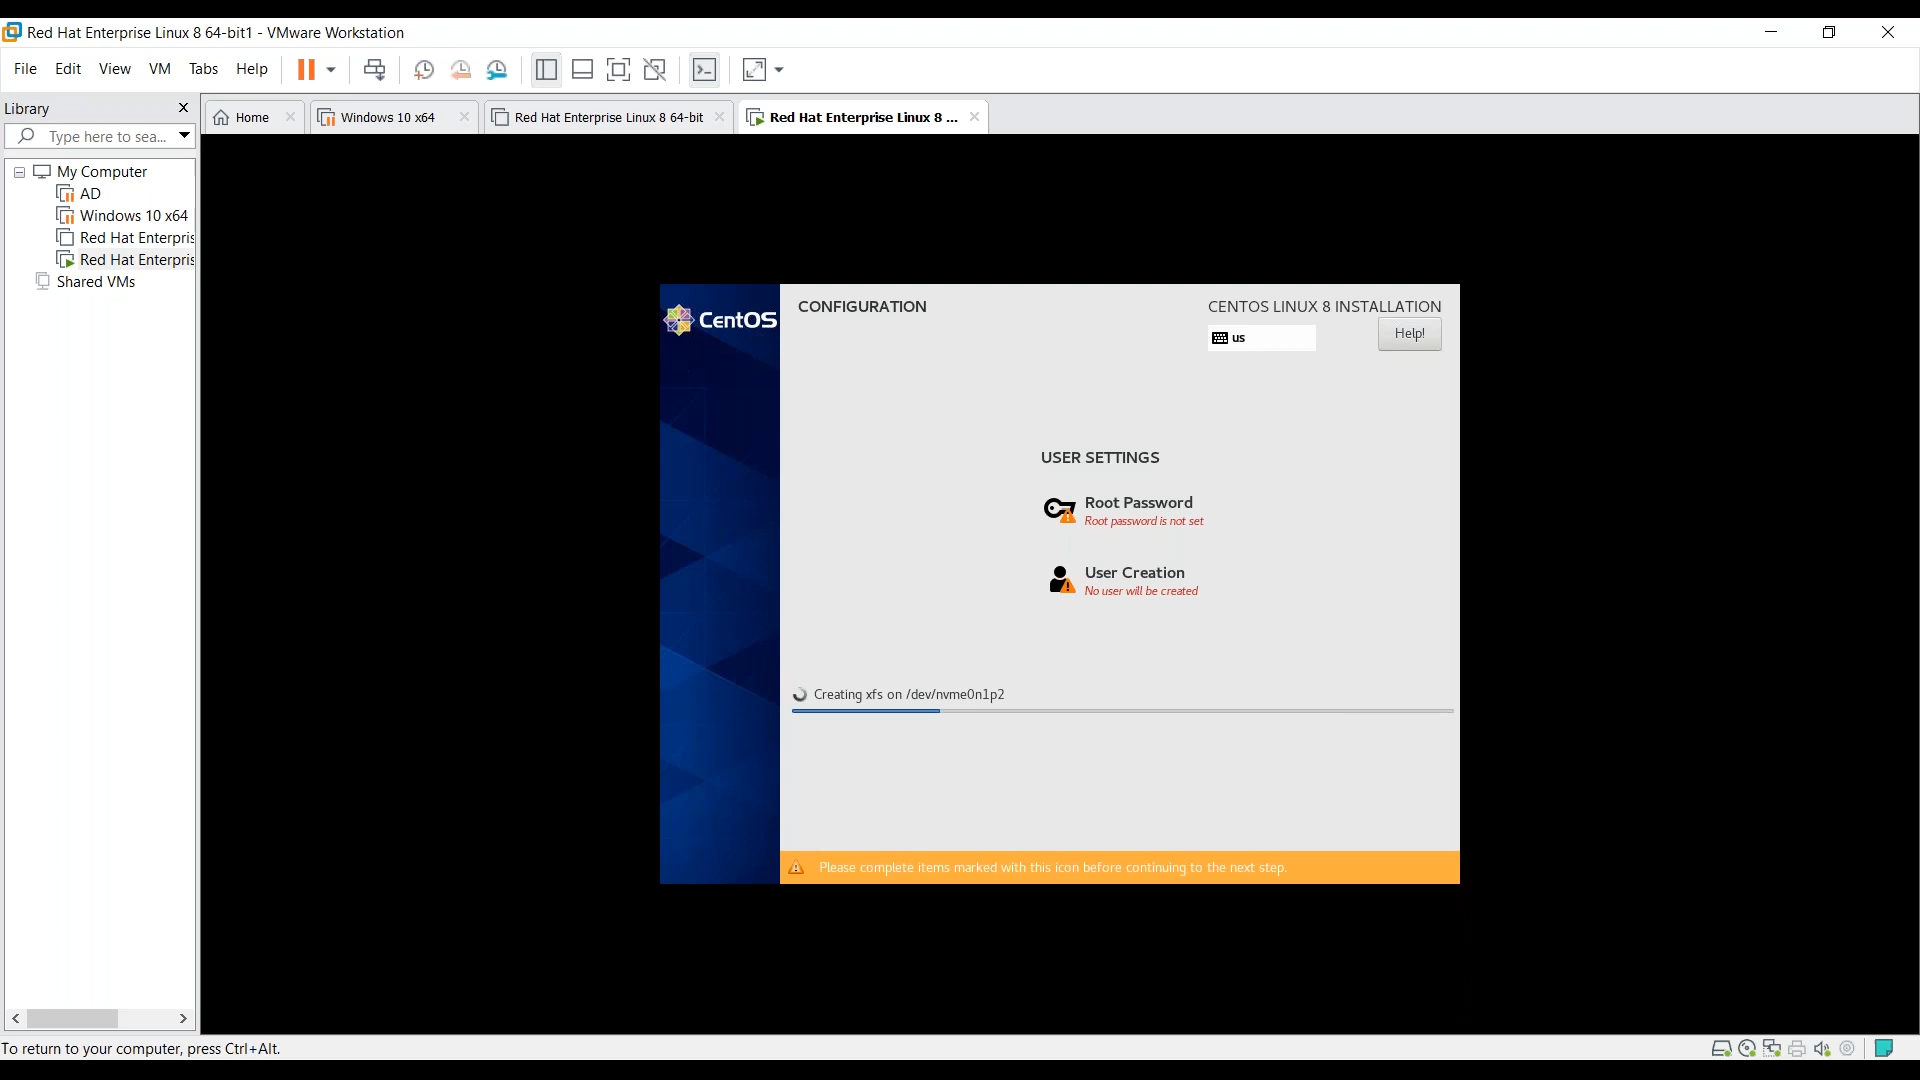 Red Hat Enterprise Linux 8 64-bit1 - VMware Workstation
File Edit View VM Tabs Help
Library
Type here to sea...
Home
Windows 10 x64
Red Hat Enterprise Linux 8 64-bit
Red Hat Enterprise Linux 8 ...
My Computer
AD
Windows 10 x64
Red Hat Enterpris
Red Hat Enterpris
Shared VMs
CentOS
CONFIGURATION
CENTOS LINUX 8 INSTALLATION
us
Help!
USER SETTINGS
Root Password
Root password is not set
User Creation
No user will be created
Creating xfs on /dev/nvme0n1p2
Please complete items marked with this icon before continuing to the next step.
To return to your computer, press Ctrl+Alt.